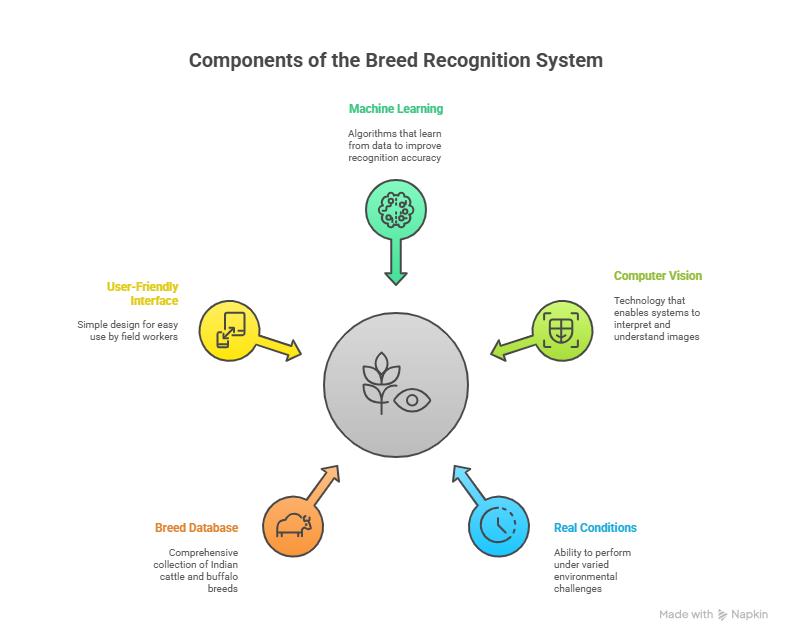 Components of the Breed Recognition System
Machine Learning
Algorithms that learn
from data to improve
recognition accuracy
Computer Vision
Technology that
enables systems to
interpret and
understand images
User-Friendly
Interface
Simple design for easy
use by field workers
Breed Database
Comprehensive
collection of Indian
cattle and buffalo
breeds
Real Conditions
Ability to perform
under varied
environmental
challenges
Made with Napkin